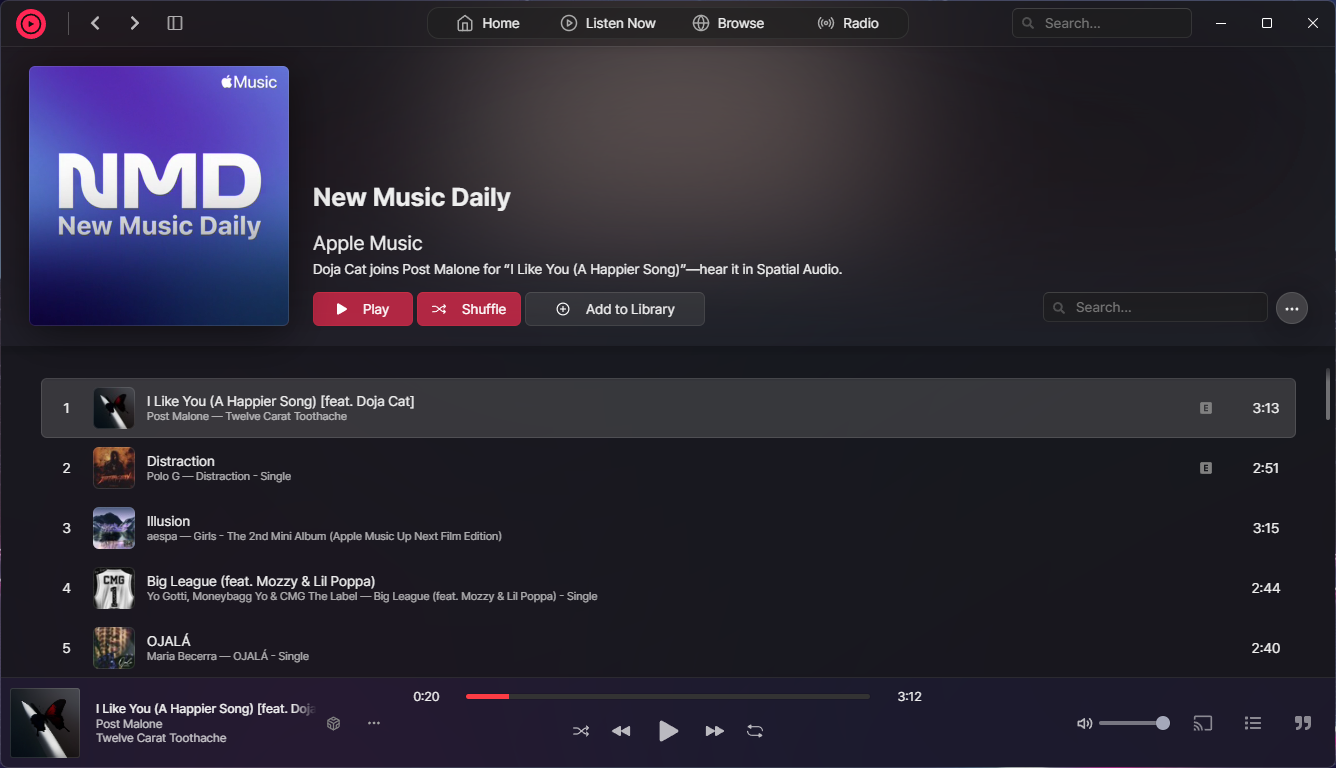 Home
Listen Now
Browse
Radio
Search...
Music
NMD
New Music Daily
New Music Daily
Apple Music
Doja Cat joins Post Malone for “I Like You (A Happier Song)”—hear it in Spatial Audio.
Play
Shuffle
Add to Library
Search...
1
I Like You (A Happier Song) [feat. Doja Cat]
Post Malone — Twelve Carat Toothache
E
3:13
2
Distraction
Polo G — Distraction - Single
E
2:51
3
Illusion
aespa — Girls - The 2nd Mini Album (Apple Music Up Next Film Edition)
3:15
4
CMG
1
Big League (feat. Mozzy & Lil Poppa)
Yo Gotti, Moneybagg Yo & CMG The Label — Big League (feat. Mozzy & Lil Poppa) - Single
2:44
5
OJALÁ
Maria Becerra — OJALÁ - Single
2:40
I Like You (A Happier Song) [feat. Doja
Post Malone
Twelve Carat Toothache
0:20
3:12